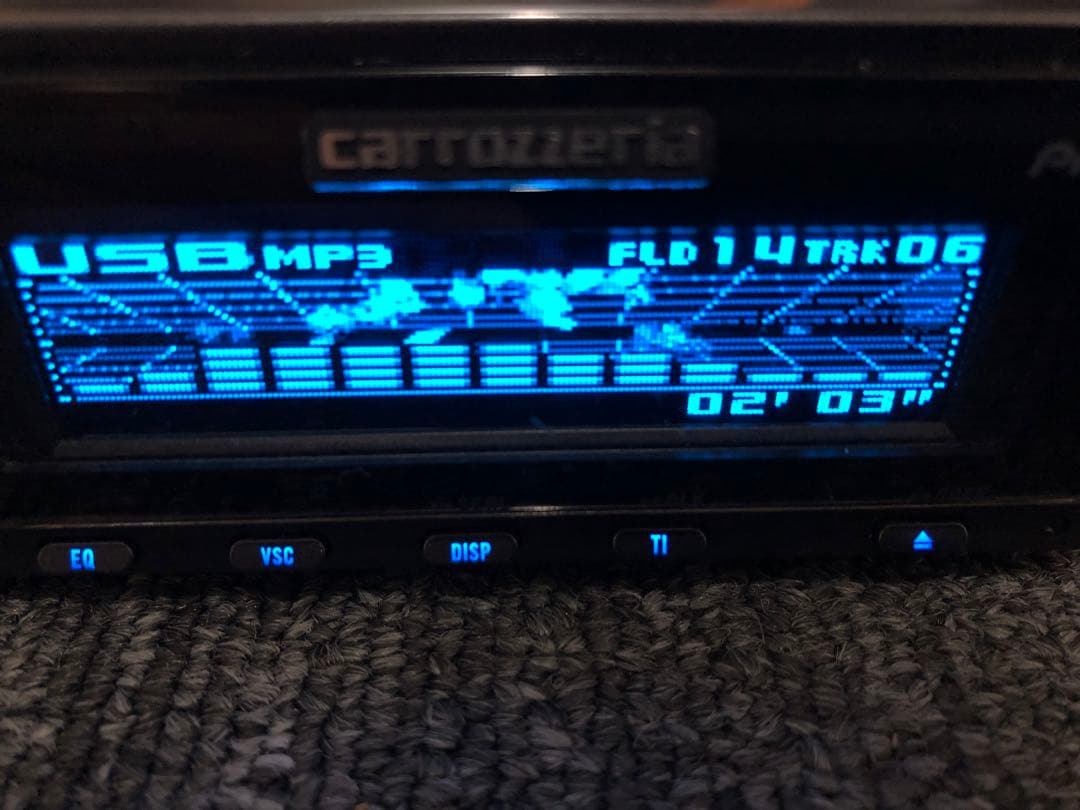 carrozzeria
USB MP3 FLD 14 TRK 06
02' 03"
EQ VSC DISP TI